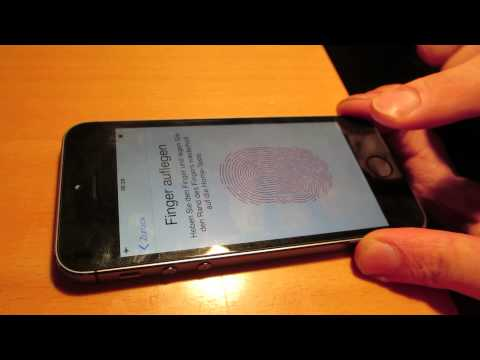 Zurück
Finger auflegen
Heben Sie den Finger und legen Sie
den Rand des Fingers wiederholt
auf die Home-Taste.